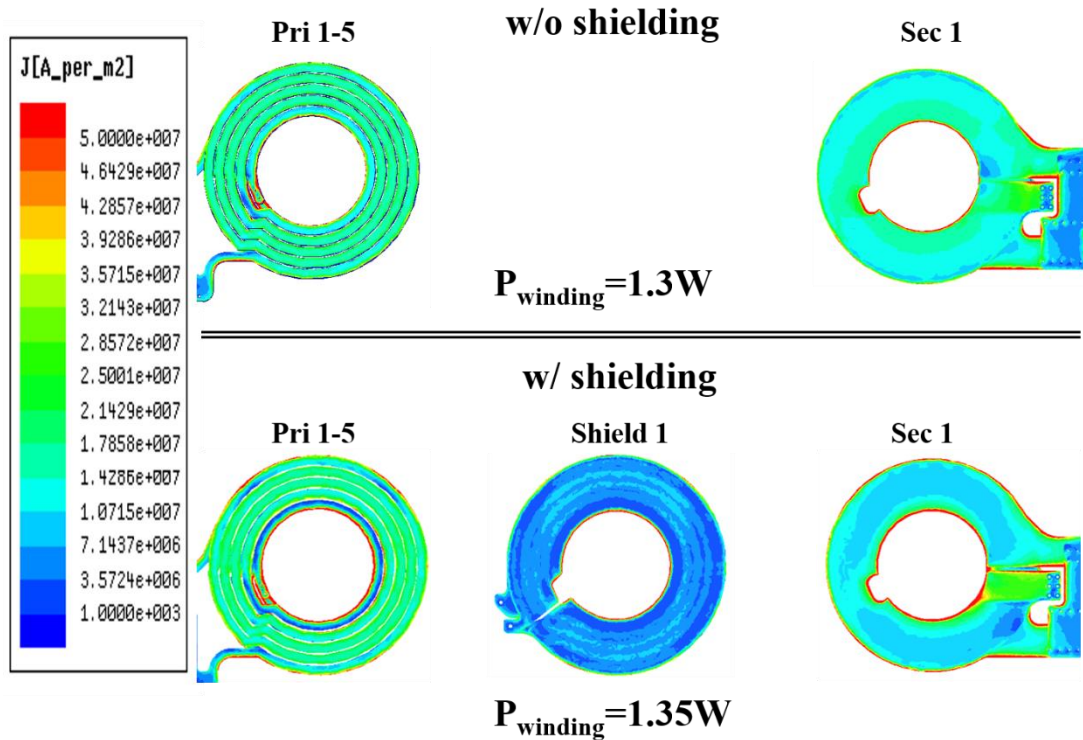 w/o shielding
Pri 1-5
Sec 1
J[A_per_m2]
5.0000e+007
4.6429e+007
4.2857e+007
3.9286e+007
3.5715e+007
3.2143e+007
2.8572e+007
2.5001e+007
2.1429e+007
1.7858e+007
1.4286e+007
1.0715e+007
7.1437e+006
3.5724e+006
1.0000e+003
Pwinding=1.3W
w/ shielding
Pri 1-5
Shield 1
Sec 1
Pwinding=1.35W